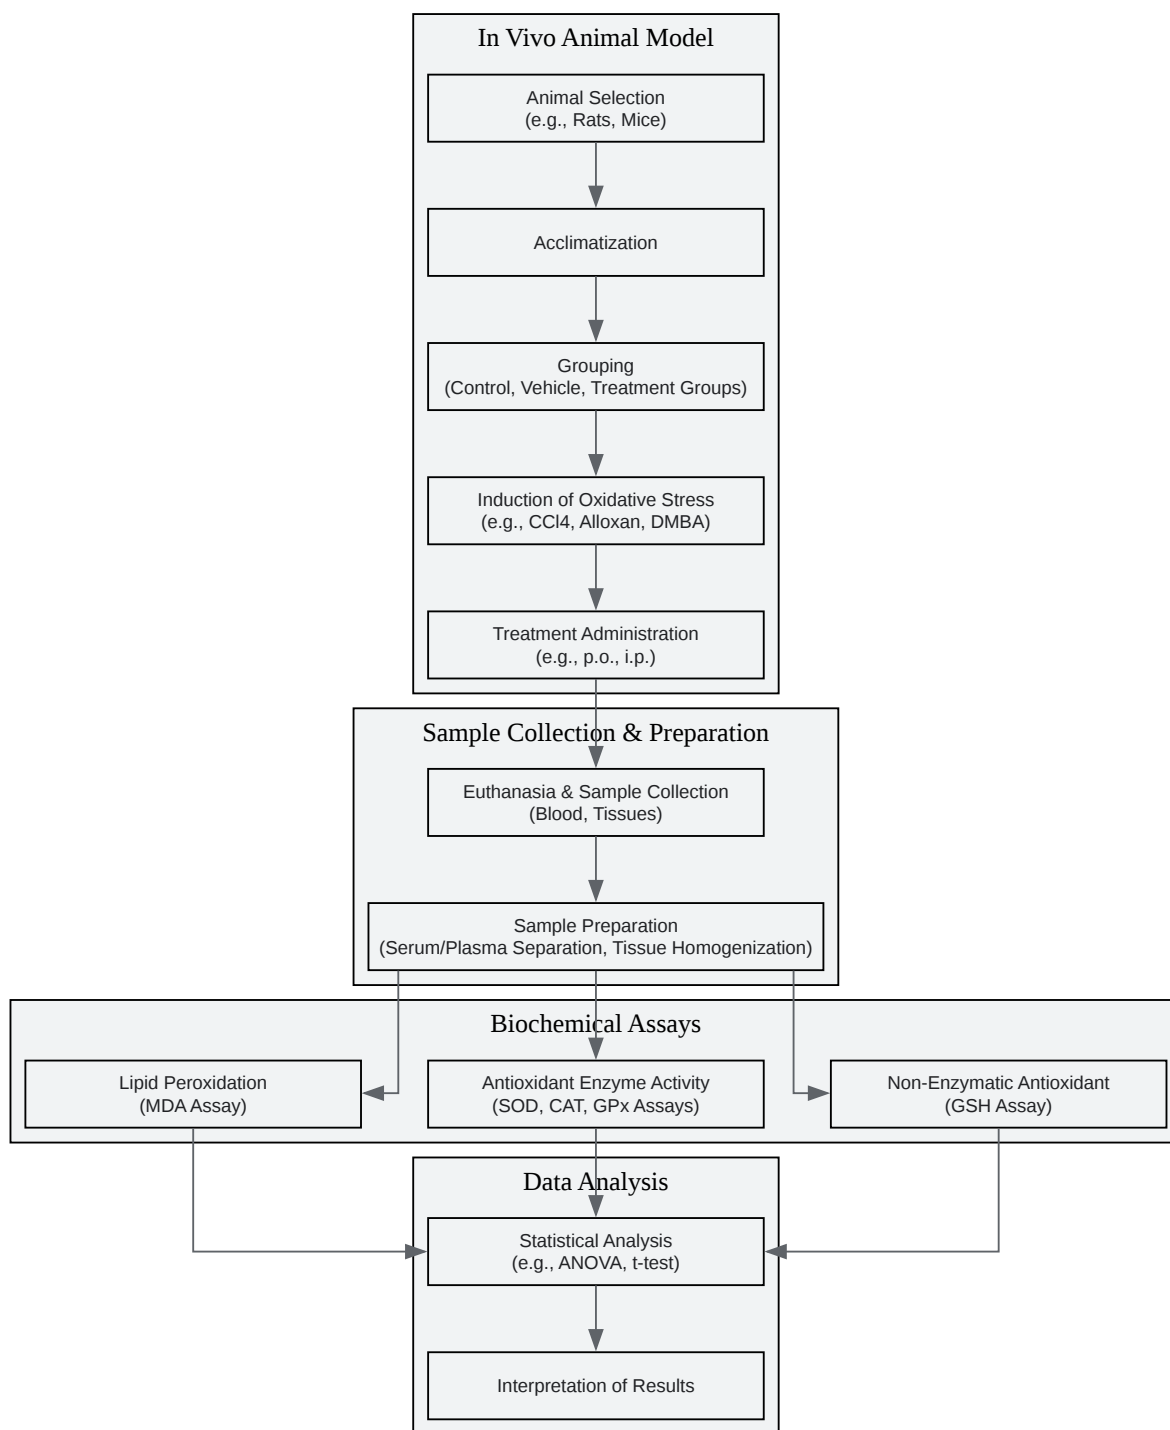 In Vivo Animal Model
Animal Selection
(e.g., Rats, Mice)
Acclimatization
Grouping
(Control, Vehicle, Treatment Groups)
Induction of Oxidative Stress
(e.g., CCl4, Alloxan, DMBA)
Treatment Administration
(e.g., p.o., i.p.)
Sample Collection & Preparation
Euthanasia & Sample Collection
(Blood, Tissues)
Sample Preparation
(Serum/Plasma Separation, Tissue Homogenization)
Biochemical Assays
Lipid Peroxidation
(MDA Assay)
Antioxidant Enzyme Activity
(SOD, CAT, GPx Assays)
Non-Enzymatic Antioxidant
(GSH Assay)
Data Analysis
Statistical Analysis
(e.g., ANOVA, t-test)
Interpretation of Results